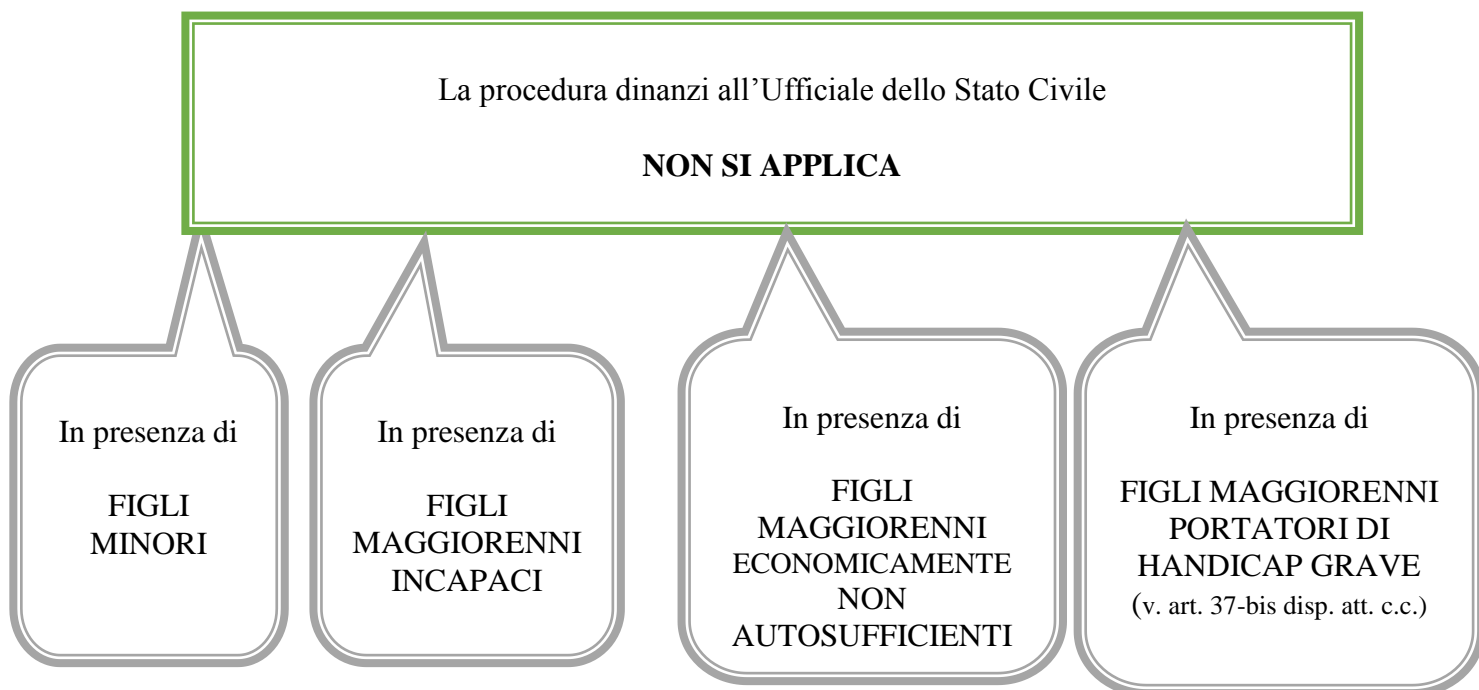 La procedura dinanzi all’Ufficiale dello Stato Civile
NON SI APPLICA
In presenza di
FIGLI
MINORI
In presenza di
FIGLI
MAGGIORENNI
INCAPACI
In presenza di
FIGLI
MAGGIORENNI
ECONOMICAMENTE
NON
AUTOSUFFICIENTI
In presenza di
FIGLI MAGGIORENNI
PORTATORI DI
HANDICAP GRAVE
(v. art. 37-bis disp. att. c.c.)